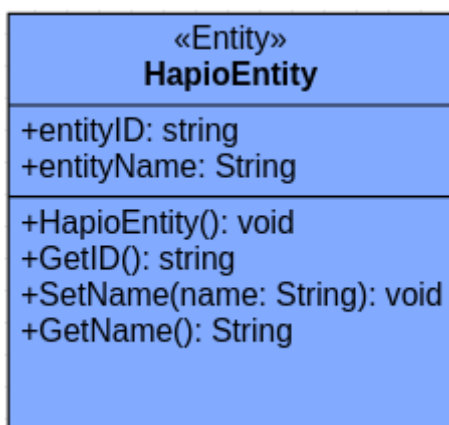 «Entity»
HapioEntity
+entityID: string
+entityName: String
+HapioEntity(): void
+GetID(): string
+SetName(name: String): void
+GetName(): String